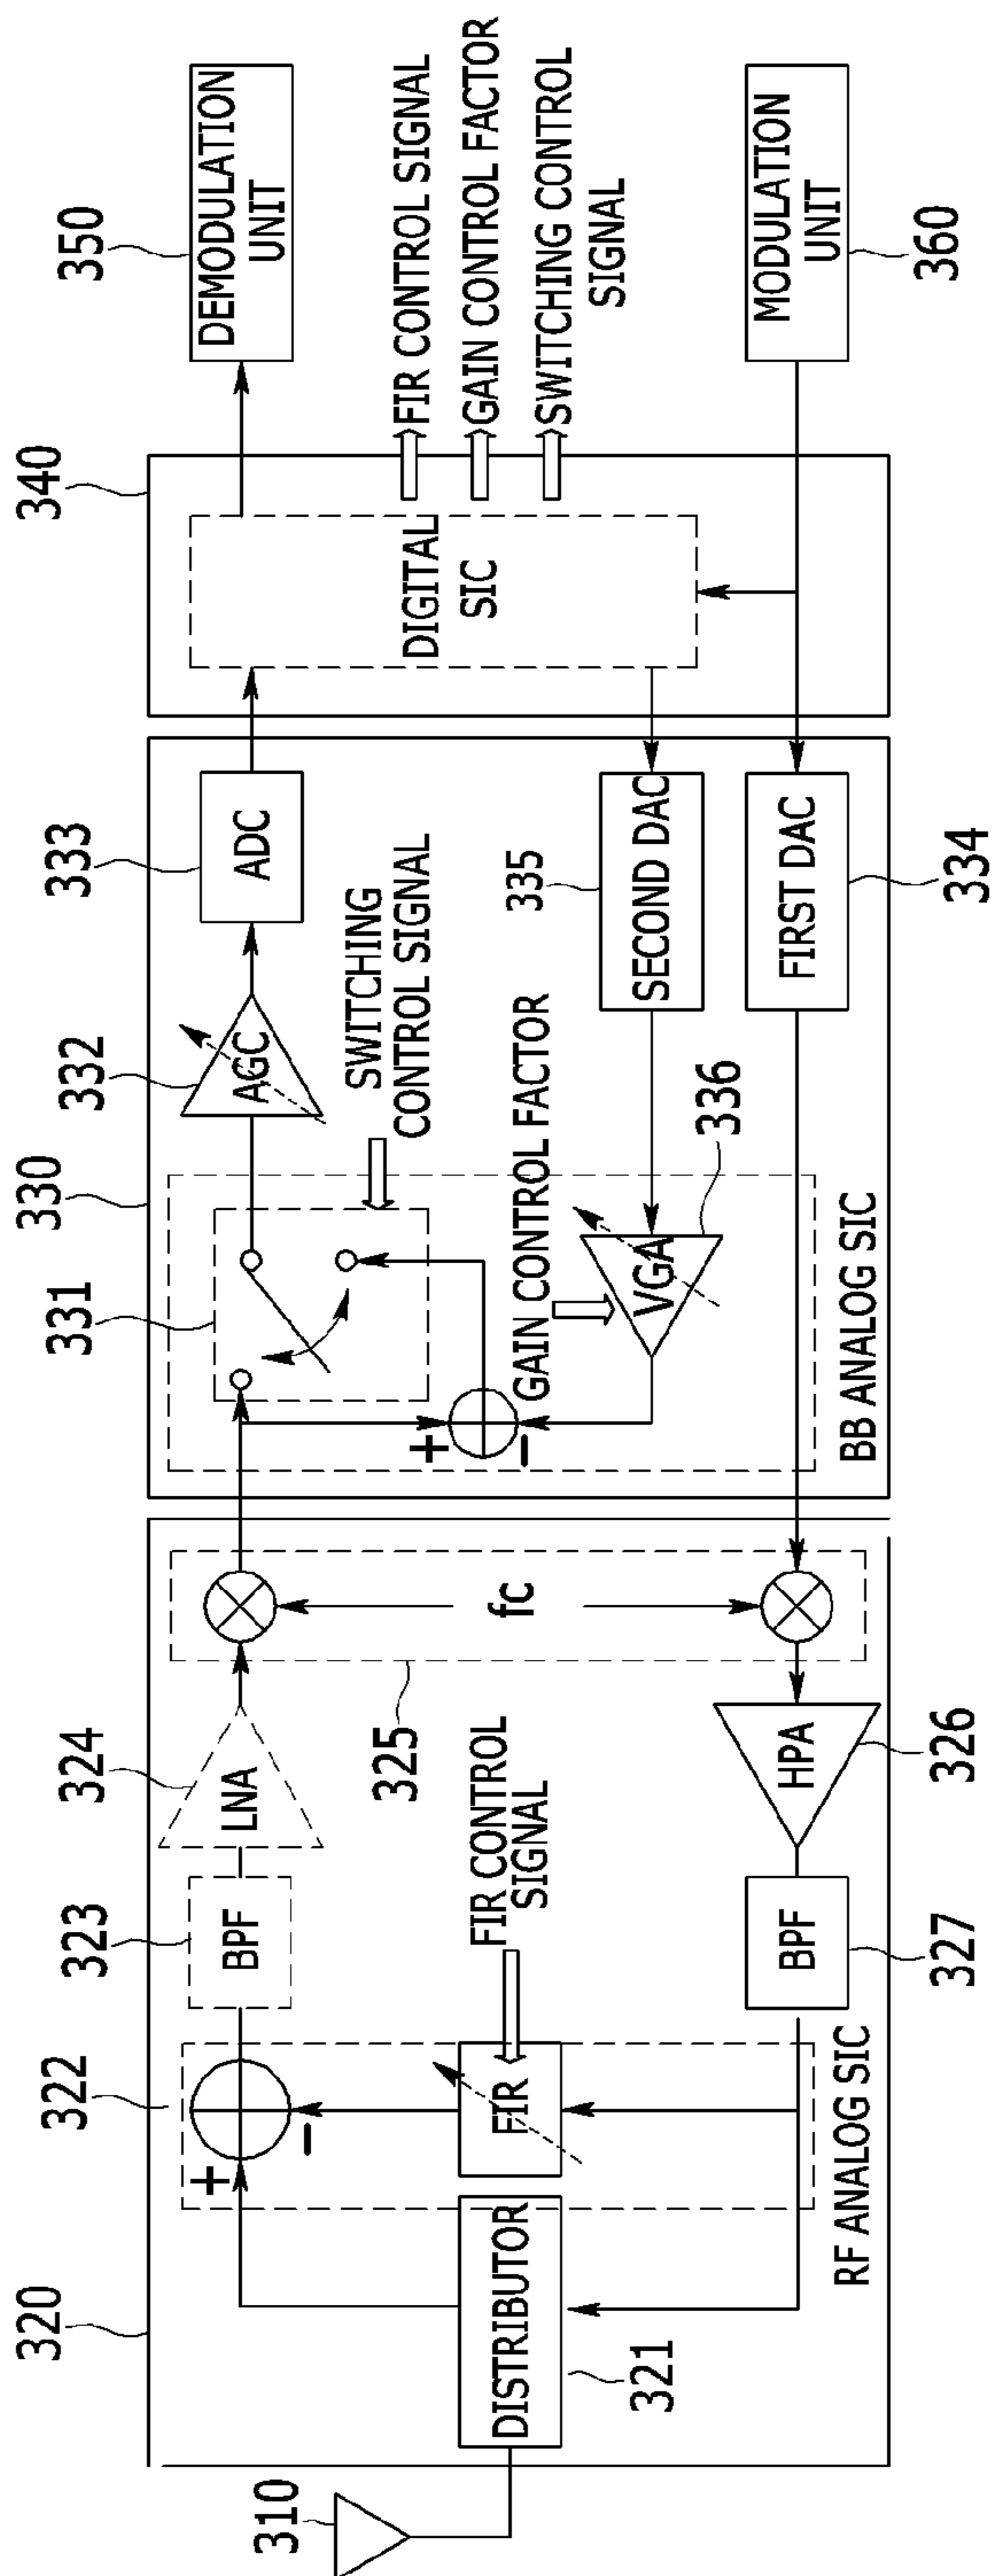 310
320
DISTRIBUTOR
321
322
+
−
FIR
FIR CONTROL
SIGNAL
323
BPF
324
LNA
325
fc
HPA
326
BPF
327
RF ANALOG SIC
330
331
+
−
SWITCHING
CONTROL SIGNAL
332
AGC
333
ADC
GAIN CONTROL FACTOR
VGA
336
335
SECOND DAC
FIRST DAC
334
BB ANALOG SIC
340
DIGITAL
SIC
FIR CONTROL SIGNAL
GAIN CONTROL FACTOR
SWITCHING CONTROL
SIGNAL
350
DEMODULATION
UNIT
MODULATION
UNIT
360